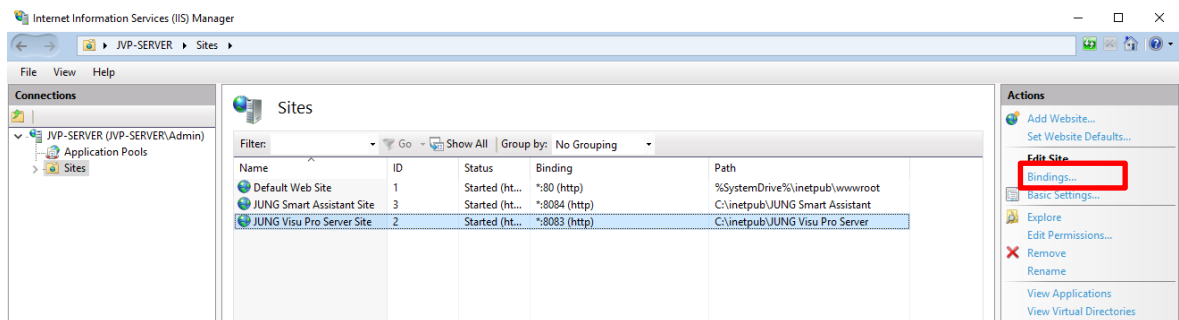 Internet Information Services (IIS) Manager
JVP-SERVER Sites
File View Help
Connections
JVP-SERVER (JVP-SERVER\Admin)
Application Pools
Sites
Sites
Filter: Go Show All Group by: No Grouping
Name ID Status Binding Path
Default Web Site 1 Started (ht... *:80 (http) %SystemDrive%\inetpub\wwwroot
JUNG Smart Assistant Site 3 Started (ht... *:8084 (http) C:\inetpub\JUNG Smart Assistant
JUNG Visu Pro Server Site 2 Started (ht... *:8083 (http) C:\inetpub\JUNG Visu Pro Server
Actions
Add Website...
Set Website Defaults...
Edit Site
Bindings...
Basic Settings...
Explore
Edit Permissions...
Remove
Rename
View Applications
View Virtual Directories